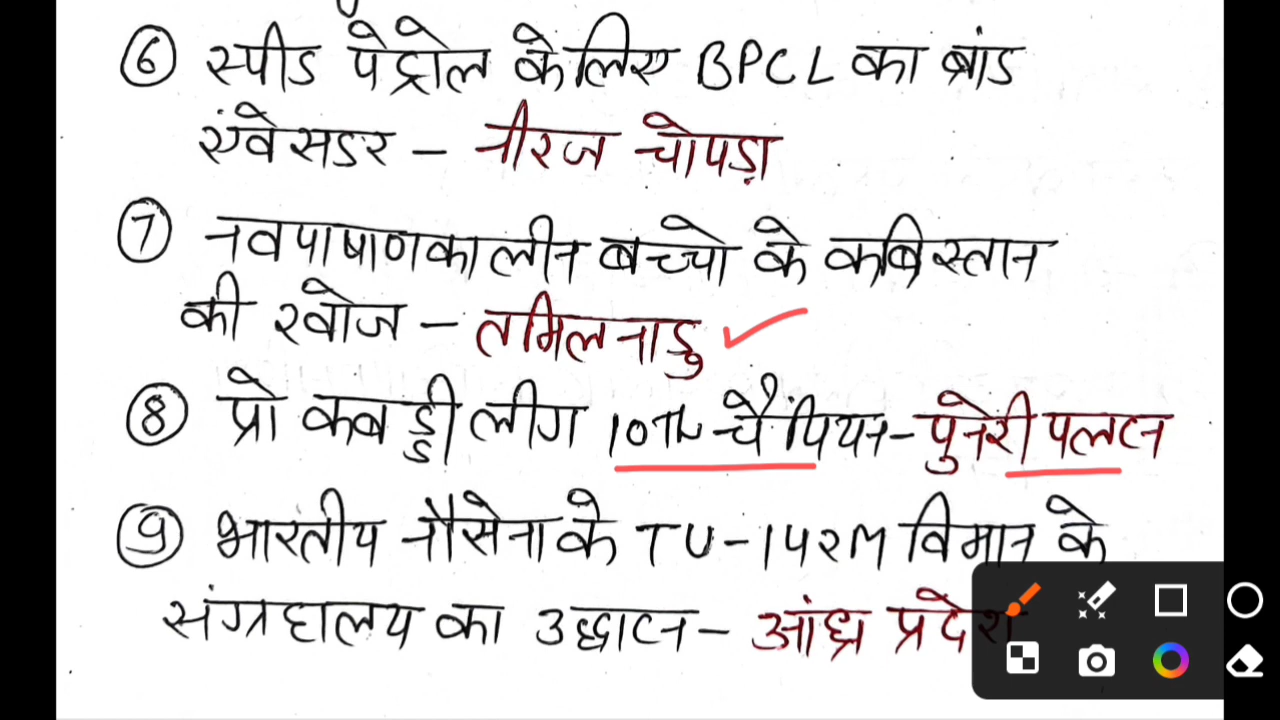 ⑥ स्पीड पेट्रोल के लिए BPCL का ब्रांड
एंबेसडर - नीरज चोपड़ा
⑦ नवपाषाणकालीन बच्चो के कब्रिस्तान
की खोज - तमिलनाडु
⑧ प्रो कबड्डी लीग 10TH चैंपियन - पुनेरी पलटन
⑨ भारतीय नौसेना के TU-142M विमान के
संग्रहालय का उद्घाटन - आंध्र प्रदेश